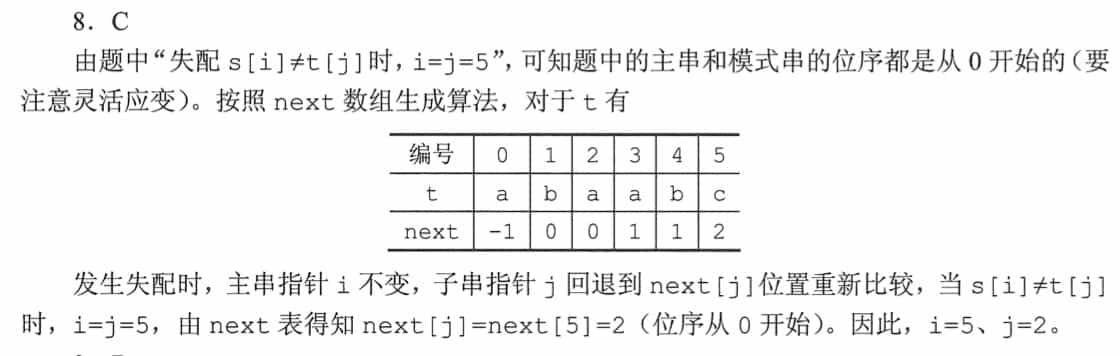 8. C
由题中“失配 s[i]≠t[j]时，i=j=5”，可知题中的主串和模式串的位序都是从 0 开始的（要
注意灵活应变）。按照 next 数组生成算法，对于 t 有
编号 0 1 2 3 4 5
t a b a a b c
next -1 0 0 1 1 2
发生失配时，主串指针 i 不变，子串指针 j 回退到 next[j]位置重新比较，当 s[i]≠t[j]
时，i=j=5，由 next 表得知 next[j]=next[5]=2（位序从 0 开始）。因此，i=5、j=2。